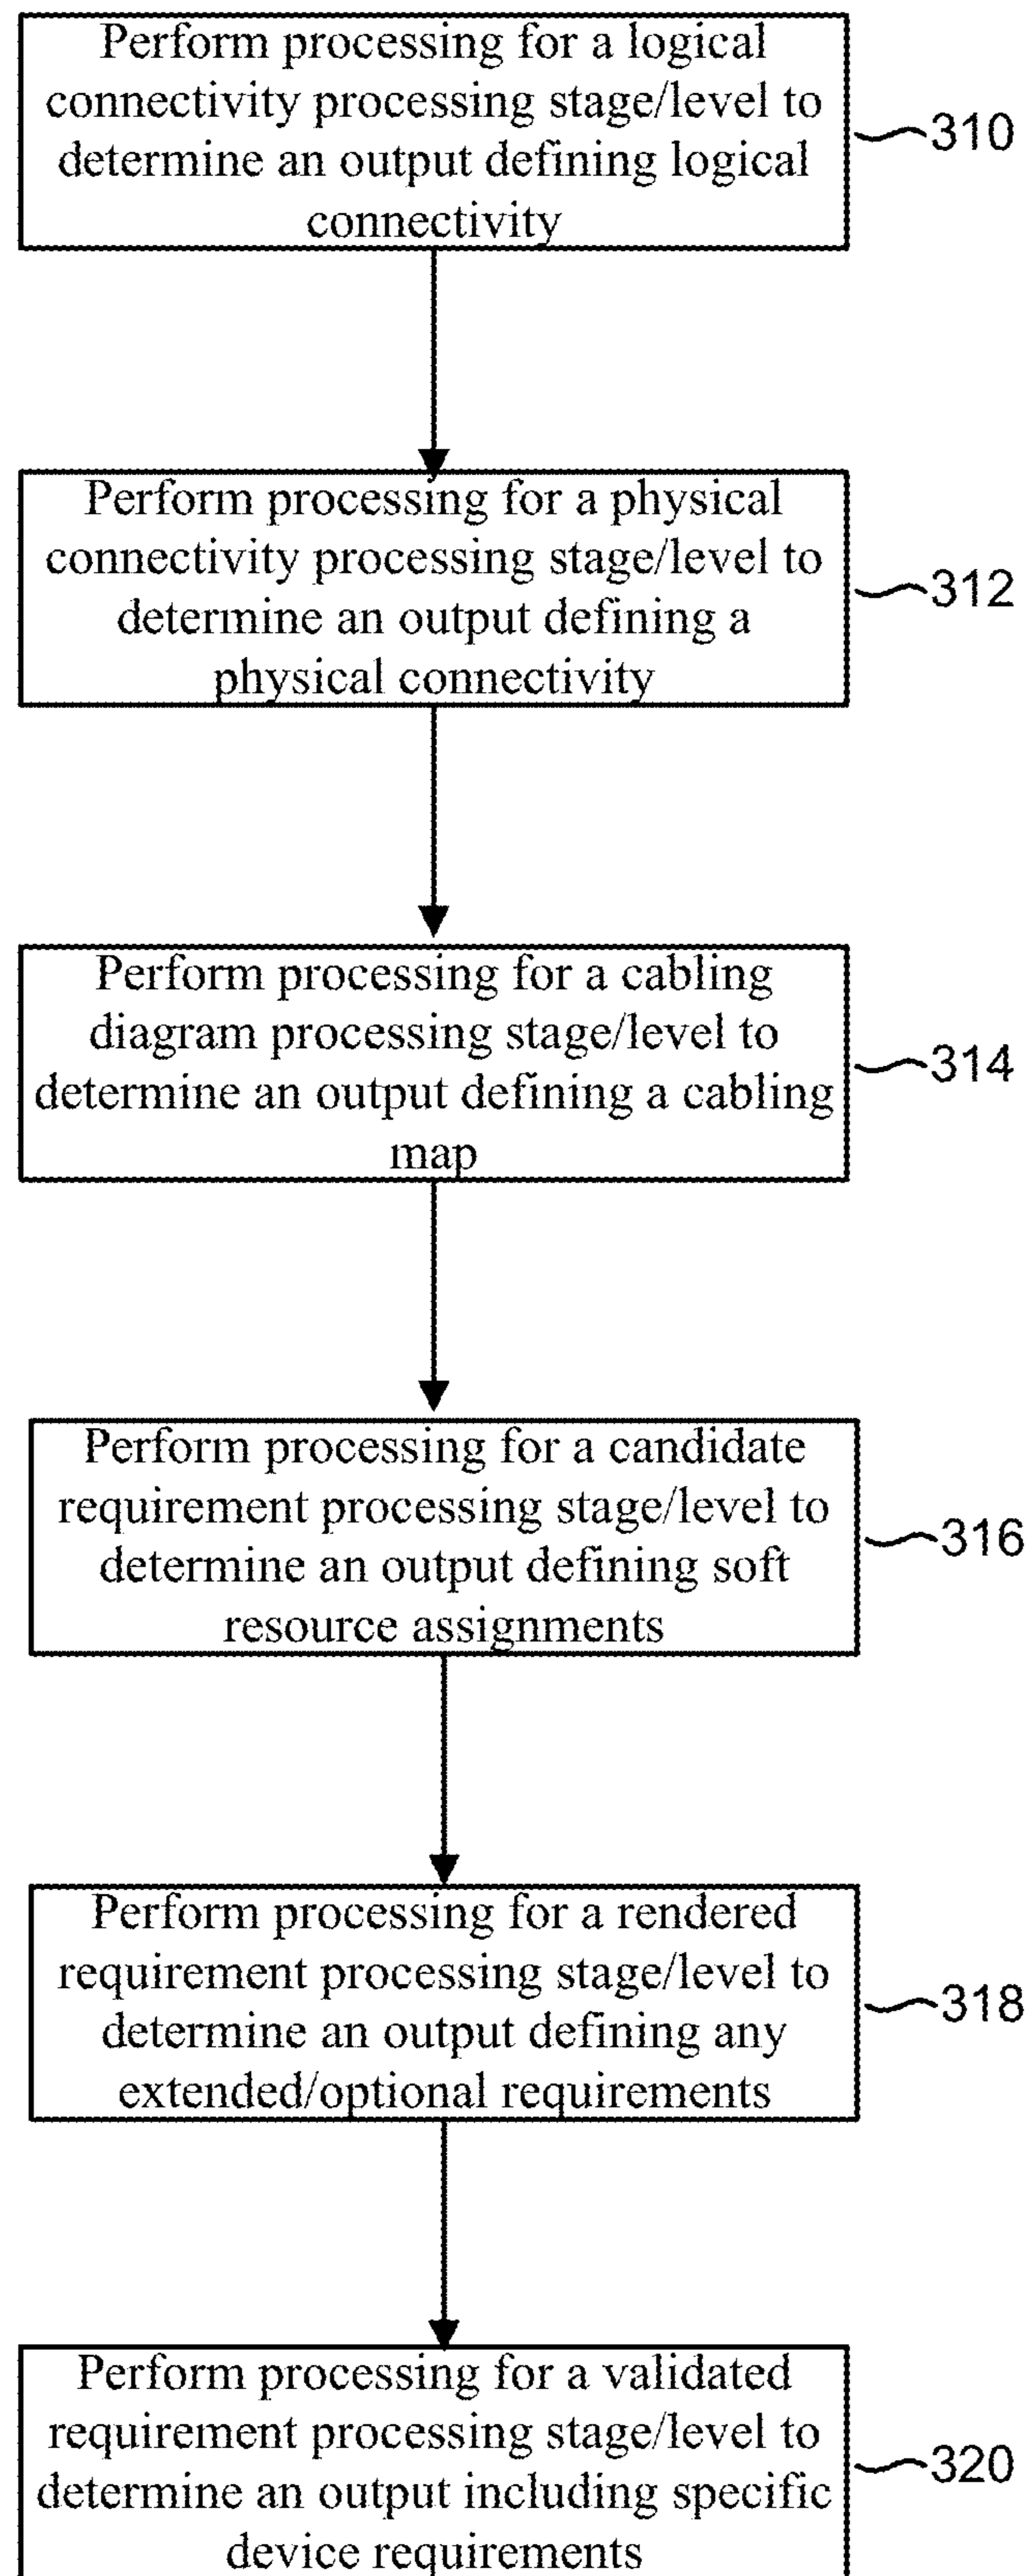 Perform processing for a logical
connectivity processing stage/level to
determine an output defining logical
connectivity
310
Perform processing for a physical
connectivity processing stage/level to
determine an output defining a
physical connectivity
312
Perform processing for a cabling
diagram processing stage/level to
determine an output defining a cabling
map
314
Perform processing for a candidate
requirement processing stage/level to
determine an output defining soft
resource assignments
316
Perform processing for a rendered
requirement processing stage/level to
determine an output defining any
extended/optional requirements
318
Perform processing for a validated
requirement processing stage/level to
determine an output including specific
device requirements
320